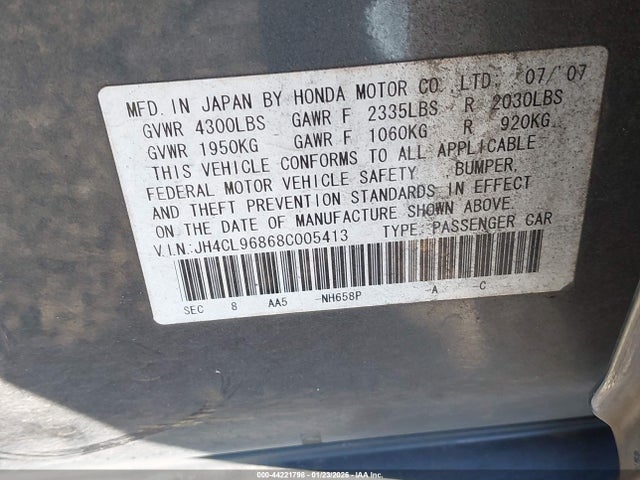 MFD. IN JAPAN BY HONDA MOTOR CO., LTD. 07/'07
GVWR 4300LBS GAWR F 2335LBS R 2030LBS
GVWR 1950KG GAWR F 1060KG R 920KG
THIS VEHICLE CONFORMS TO ALL APPLICABLE
FEDERAL MOTOR VEHICLE SAFETY BUMPER,
AND THEFT PREVENTION STANDARDS IN EFFECT
ON THE DATE OF MANUFACTURE SHOWN ABOVE.
V.I.N.:JH4CL96868C005413 TYPE: PASSENGER CAR
SEC 8 AA5 -NH658P -A -C
000-44221798 - 01/23/2026 - IAA Inc.